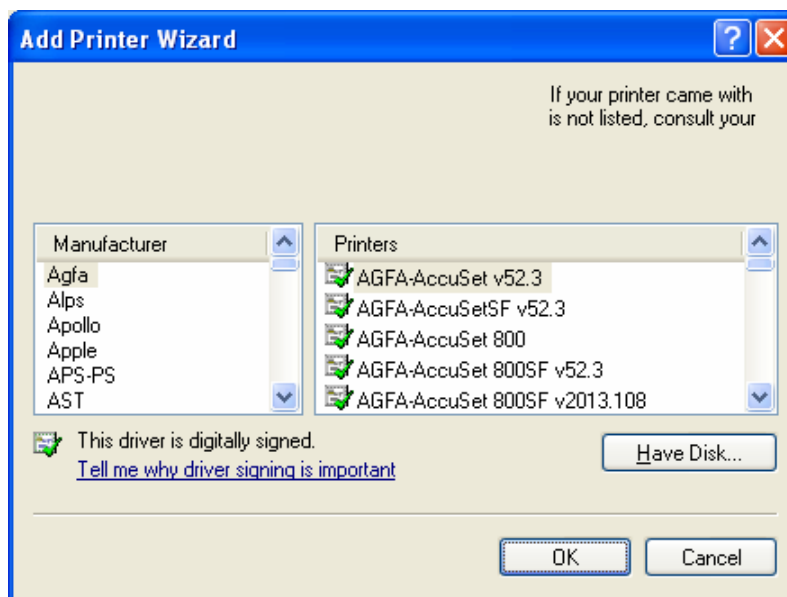 Add Printer Wizard
If your printer came with
is not listed, consult your
Manufacturer
Agfa
Alps
Apollo
Apple
APS-PS
AST
Printers
AGFA-AccuSet v52.3
AGFA-AccuSetSF v52.3
AGFA-AccuSet 800
AGFA-AccuSet 800SF v52.3
AGFA-AccuSet 800SF v2013.108
This driver is digitally signed.
Tell me why driver signing is important
Have Disk...
OK
Cancel